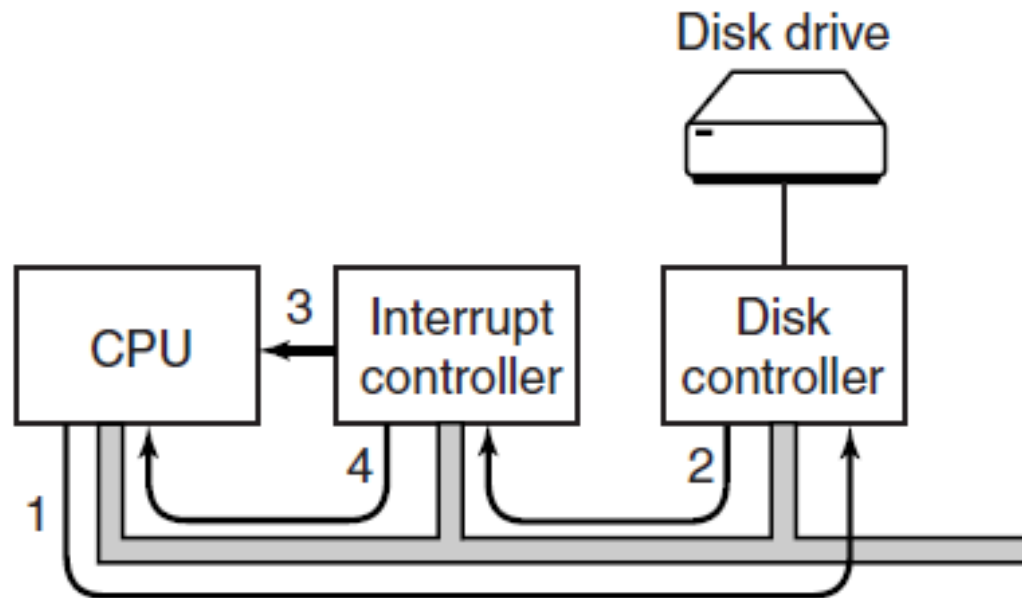 Disk drive
CPU
3
Interrupt
controller
Disk
controller
1
4
2